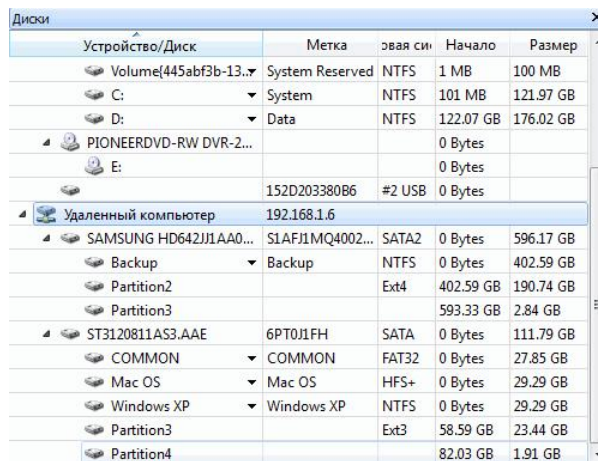 Диски
Устройство/Диск Метка овая сис Начало Размер
Volume{445abf3b-13... System Reserved NTFS 1 MB 100 MB
C: System NTFS 101 MB 121.97 GB
D: Data NTFS 122.07 GB 176.02 GB
PIONEERDVD-RW DVR-2... 0 Bytes
E: 0 Bytes
152D203380B6 #2 USB 0 Bytes
Удаленный компьютер 192.168.1.6
SAMSUNG HD642JJ1AA0... S1AFJ1MQ4002... SATA2 0 Bytes 596.17 GB
Backup Backup NTFS 0 Bytes 402.59 GB
Partition2 Ext4 402.59 GB 190.74 GB
Partition3 593.33 GB 2.84 GB
ST3120811AS3.AAE 6PT0J1FH SATA 0 Bytes 111.79 GB
COMMON COMMON FAT32 0 Bytes 27.85 GB
Mac OS Mac OS HFS+ 0 Bytes 29.29 GB
Windows XP Windows XP NTFS 0 Bytes 29.29 GB
Partition3 Ext3 58.59 GB 23.44 GB
Partition4 82.03 GB 1.91 GB